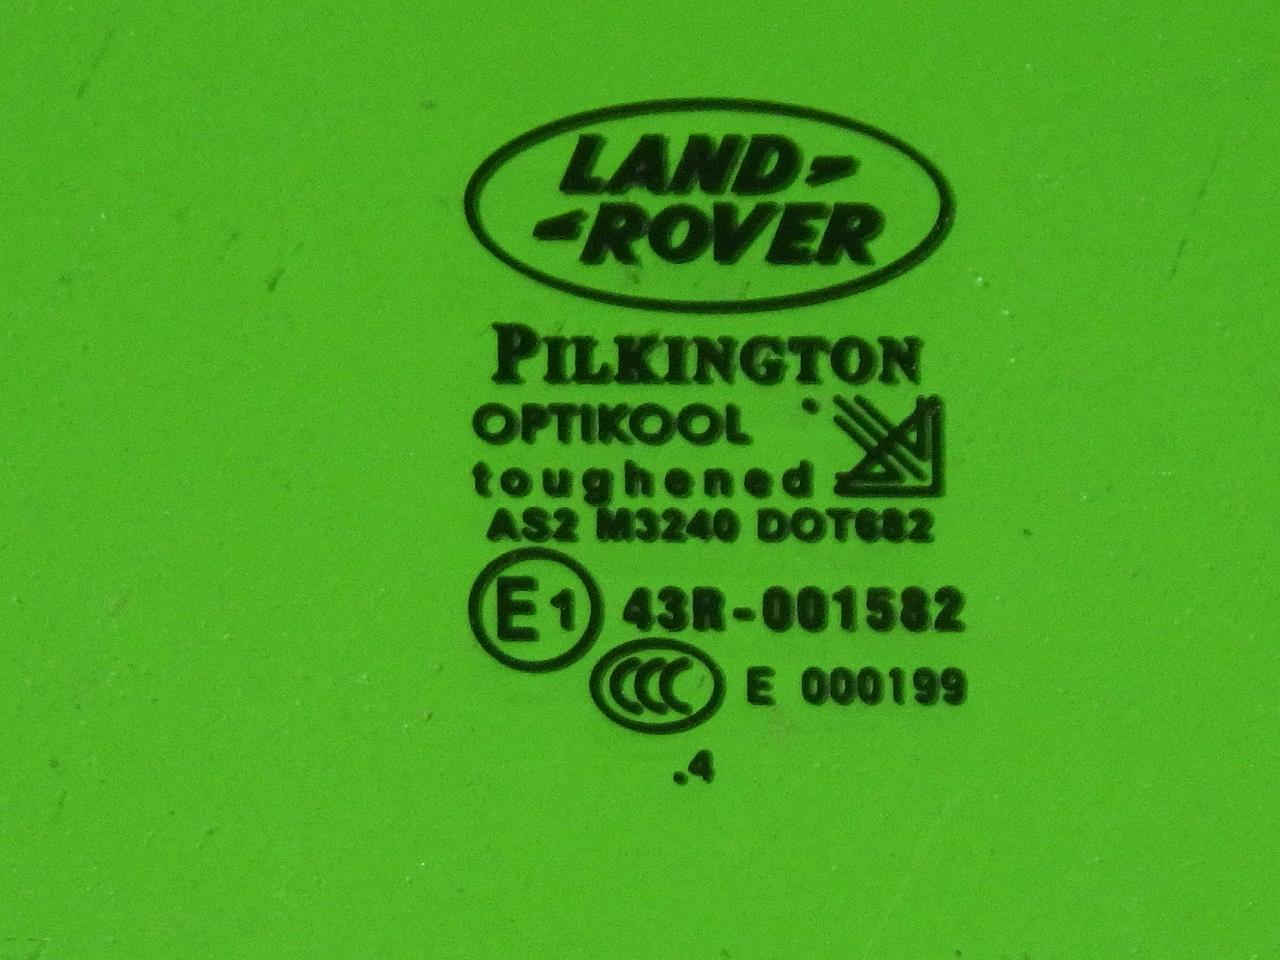 LAND
ROVER
PILKINGTON
OPTIKOOL
toughened
AS2 M3240 DOT682
E1 43R-001582
CCC E 000199
.4